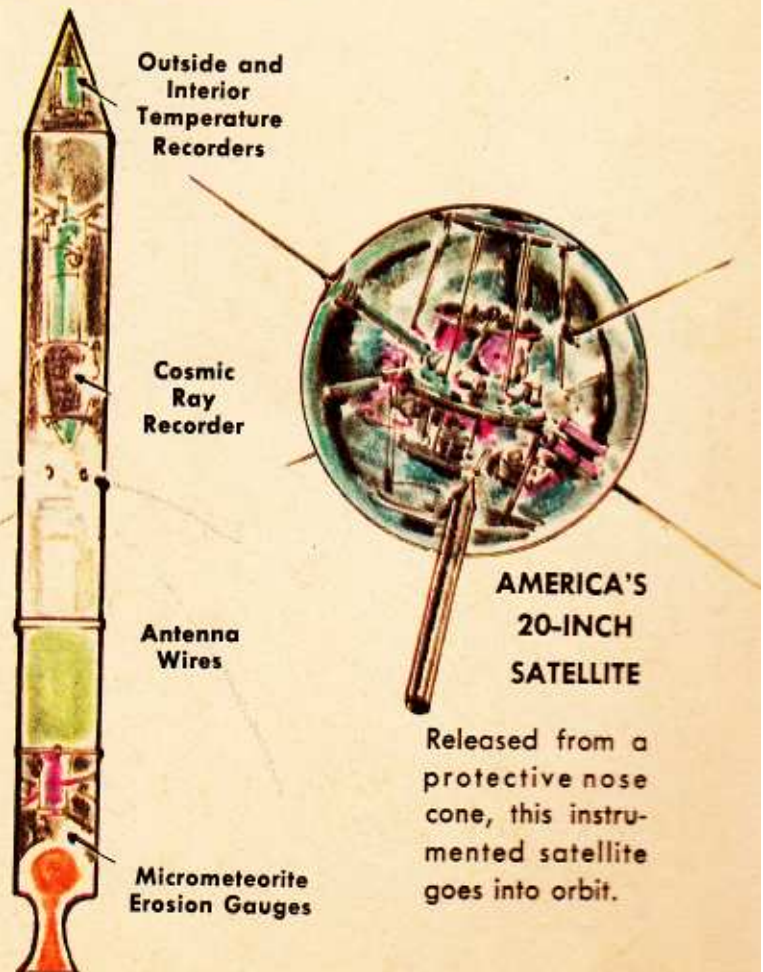 Outside and
Interior
Temperature
Recorders
Cosmic
Ray
Recorder
Antenna
Wires
Micrometeorite
Erosion Gauges
AMERICA'S
20-INCH
SATELLITE
Released from a
protective nose
cone, this instru-
mented satellite
goes into orbit.